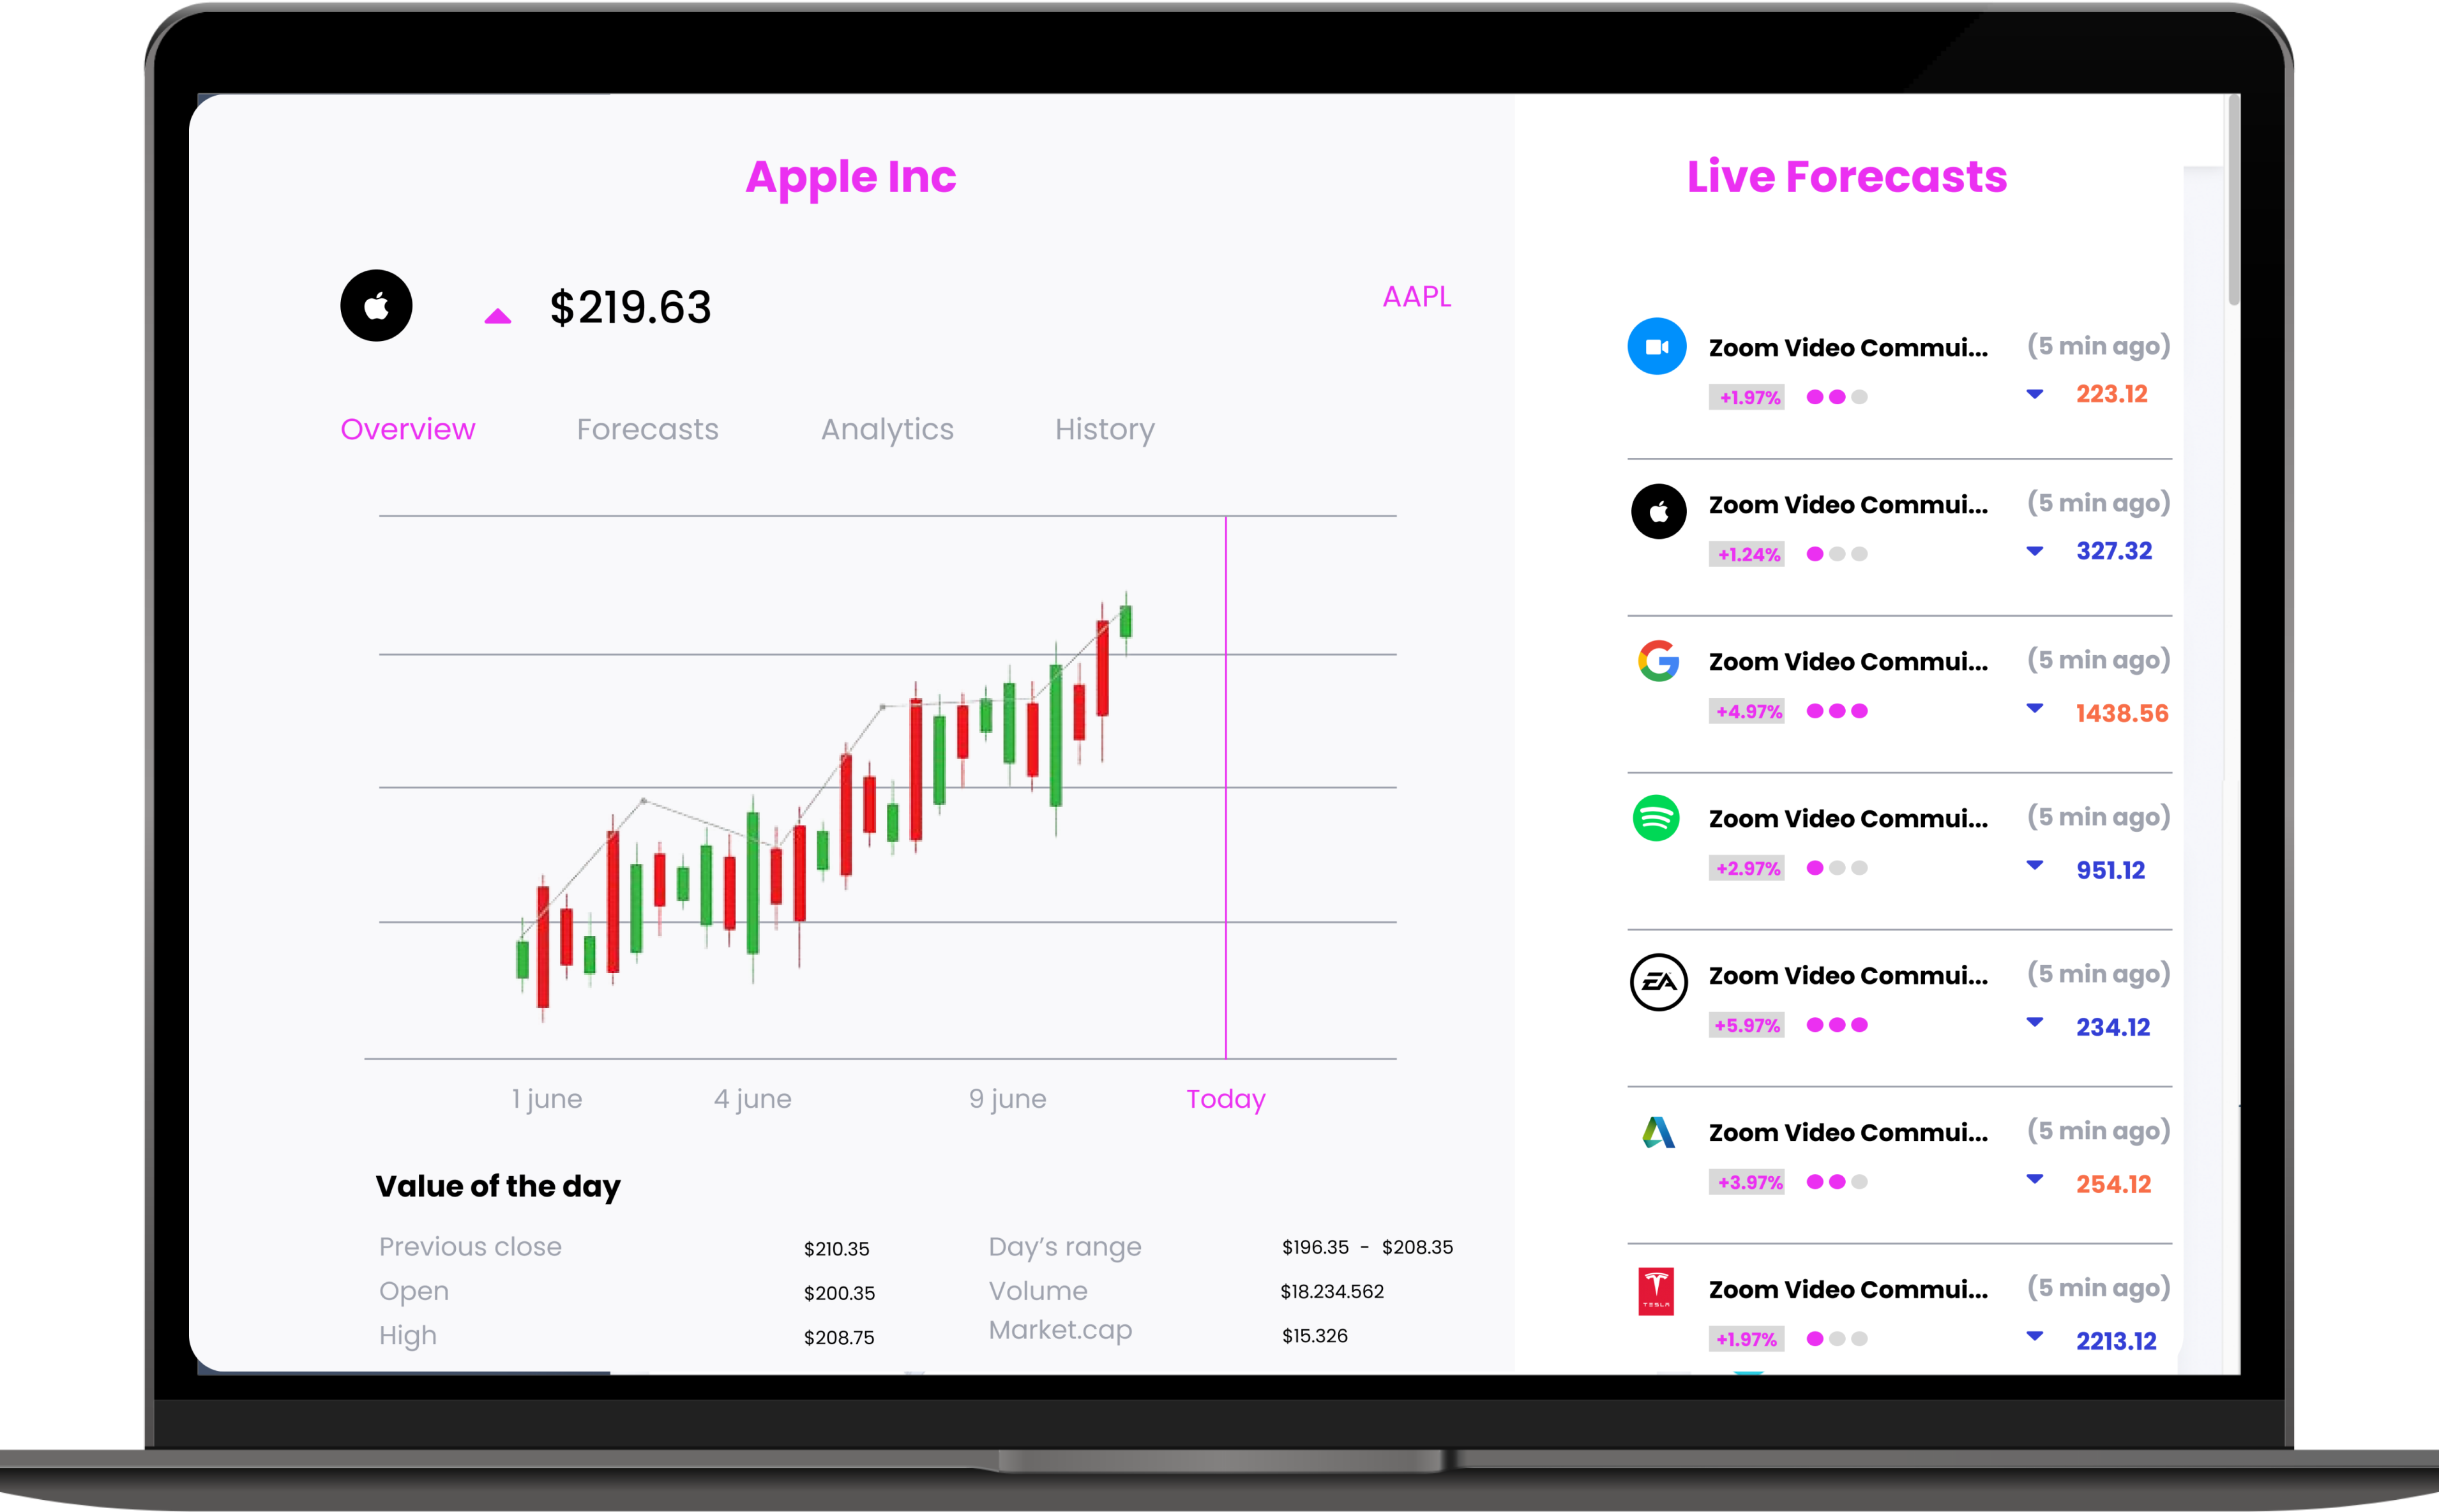 Apple Inc
$219.63
AAPL
Overview Forecasts Analytics History
1 june 4 june 9 june Today
Value of the day
Previous close $210.35 Day’s range $196.35 - $208.35
Open $200.35 Volume $18.234.562
High $208.75 Market.cap $15.326
Live Forecasts
Zoom Video Commui... (5 min ago)
+1.97% 223.12
Zoom Video Commui... (5 min ago)
+1.24% 327.32
Zoom Video Commui... (5 min ago)
+4.97% 1438.56
Zoom Video Commui... (5 min ago)
+2.97% 951.12
EA
Zoom Video Commui... (5 min ago)
+5.97% 234.12
Zoom Video Commui... (5 min ago)
+3.97% 254.12
TESLA
Zoom Video Commui... (5 min ago)
+1.97% 2213.12